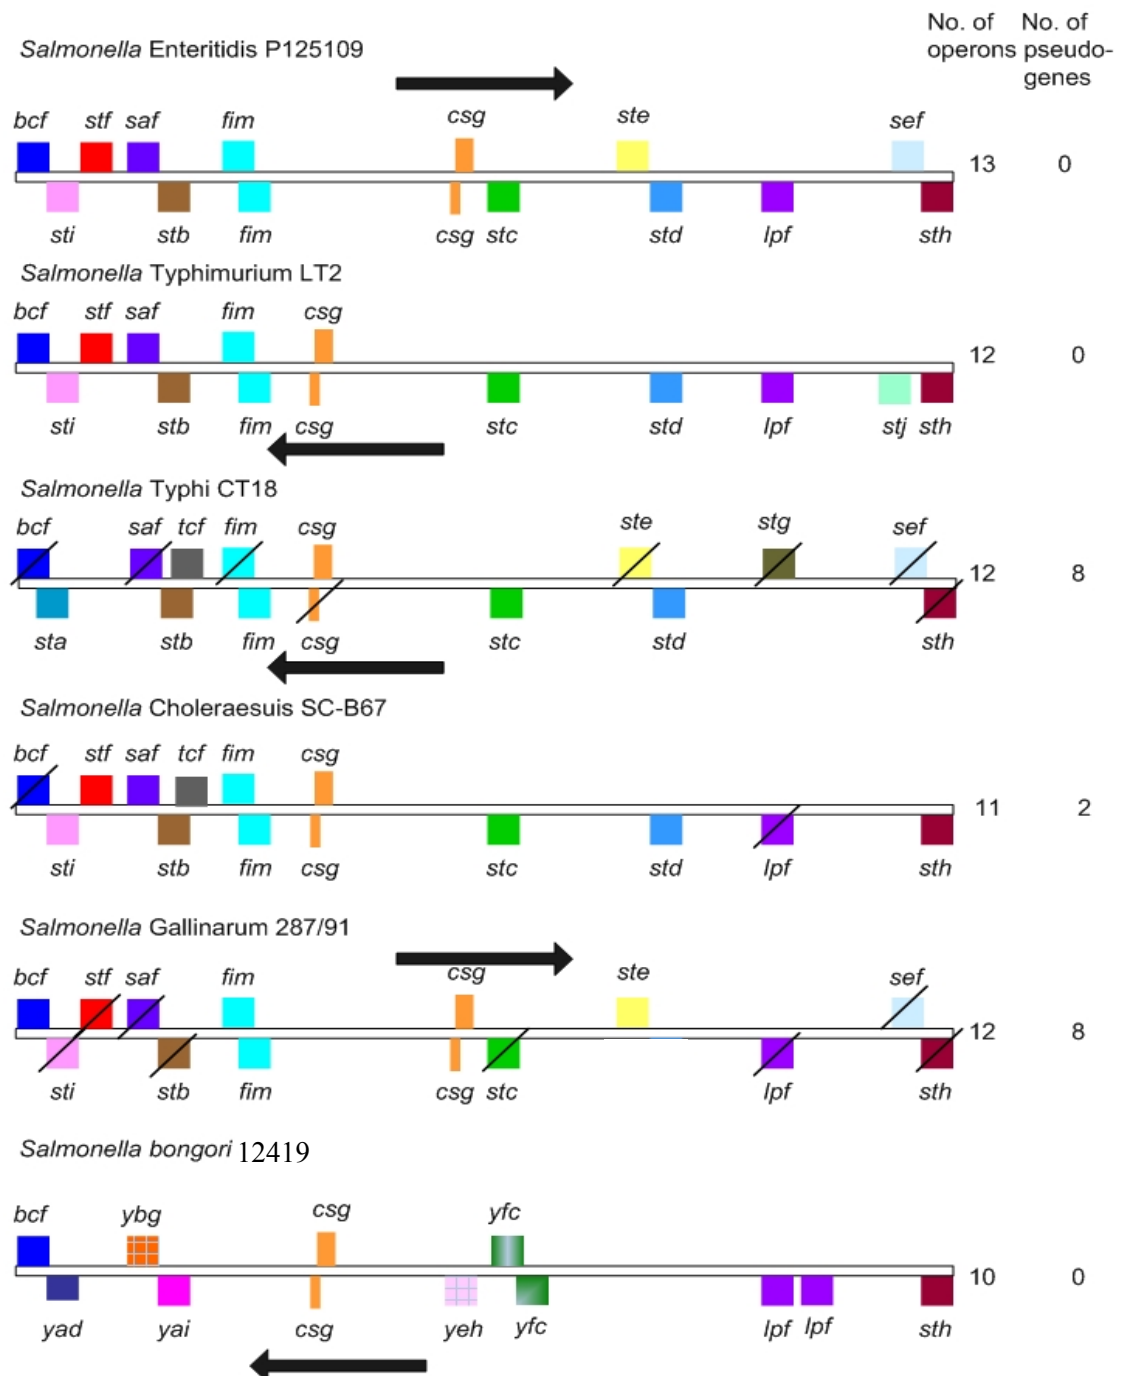 No. of No. of
operons pseudo-
genes
Salmonella Enteritidis P125109
bcf stf saf fim csg ste sef
13 0
sti stb fim csg stc std lpf sth
Salmonella Typhimurium LT2
bcf stf saf fim csg
12 0
sti stb fim csg stc std lpf stj sth
Salmonella Typhi CT18
bcf saf tcf fim csg ste stg sef
12 8
sta stb fim csg stc std sth
Salmonella Choleraesuis SC-B67
bcf stf saf tcf fim csg
11 2
sti stb fim csg stc std lpf sth
Salmonella Gallinarum 287/91
bcf stf saf fim csg ste sef
12 8
sti stb fim csg stc lpf sth
Salmonella bongori 12419
bcf ybg csg yfc
10 0
yad yai csg yeh yfc lpf lpf sth